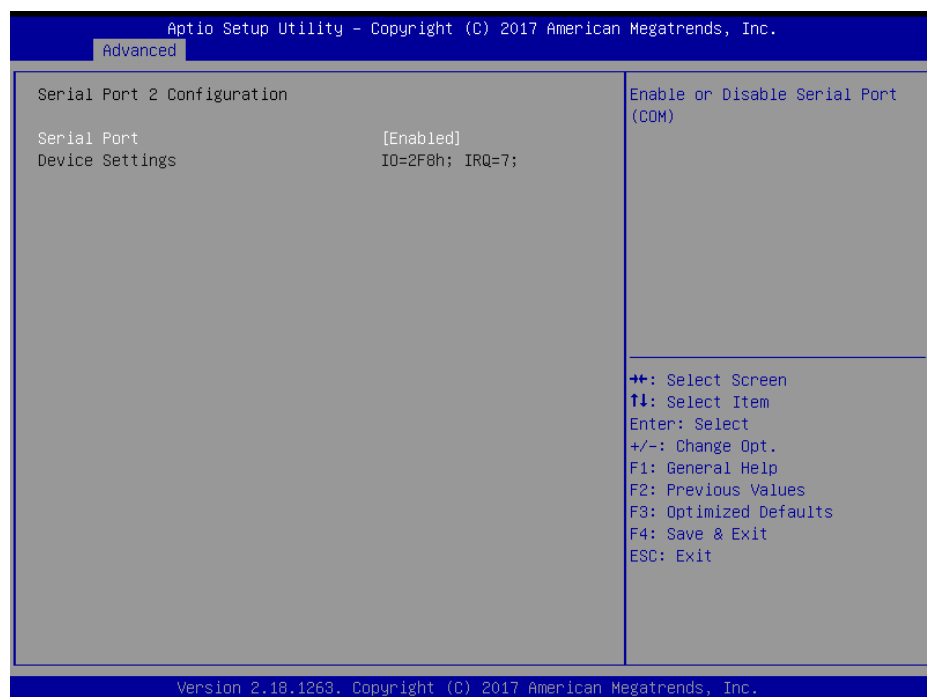 Aptio Setup Utility – Copyright (C) 2017 American Megatrends, Inc.
Advanced
Serial Port 2 Configuration
Serial Port [Enabled]
Device Settings IO=2F8h; IRQ=7;
Enable or Disable Serial Port
(COM)
→←: Select Screen
↑↓: Select Item
Enter: Select
+/-: Change Opt.
F1: General Help
F2: Previous Values
F3: Optimized Defaults
F4: Save & Exit
ESC: Exit
Version 2.18.1263. Copyright (C) 2017 American Megatrends, Inc.